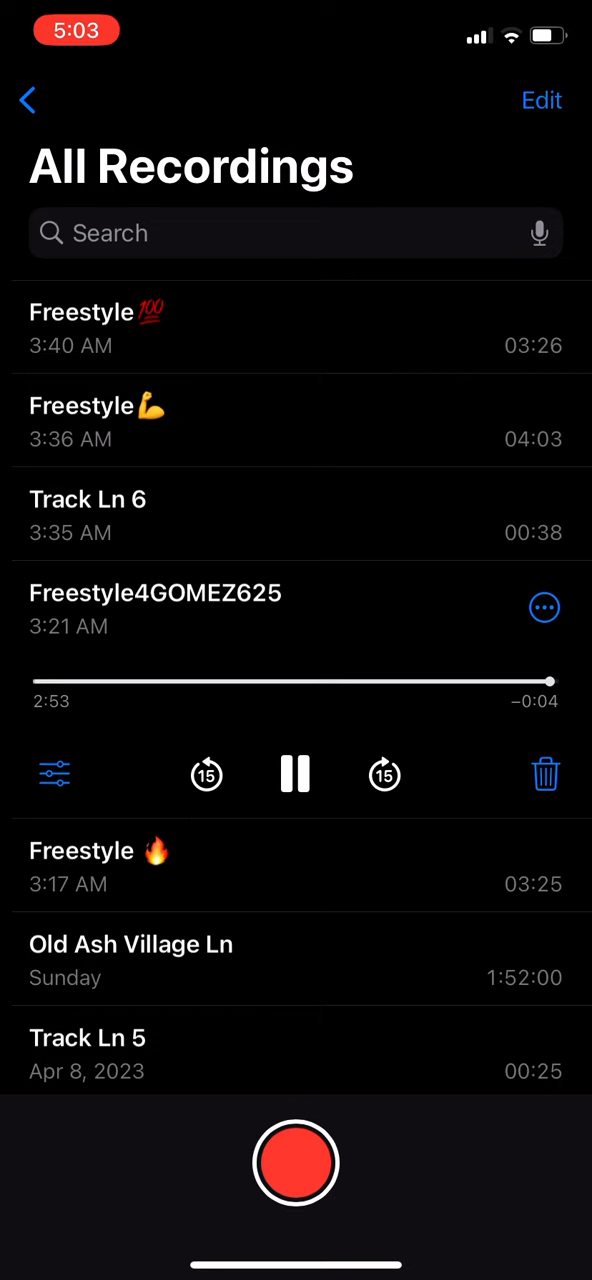 5:03
Edit
All Recordings
Search
Freestyle💯
3:40 AM 03:26
Freestyle💪
3:36 AM 04:03
Track Ln 6
3:35 AM 00:38
Freestyle4GOMEZ625
3:21 AM
2:53 −0:04
15 15
Freestyle 🔥
3:17 AM 03:25
Old Ash Village Ln
Sunday 1:52:00
Track Ln 5
Apr 8, 2023 00:25